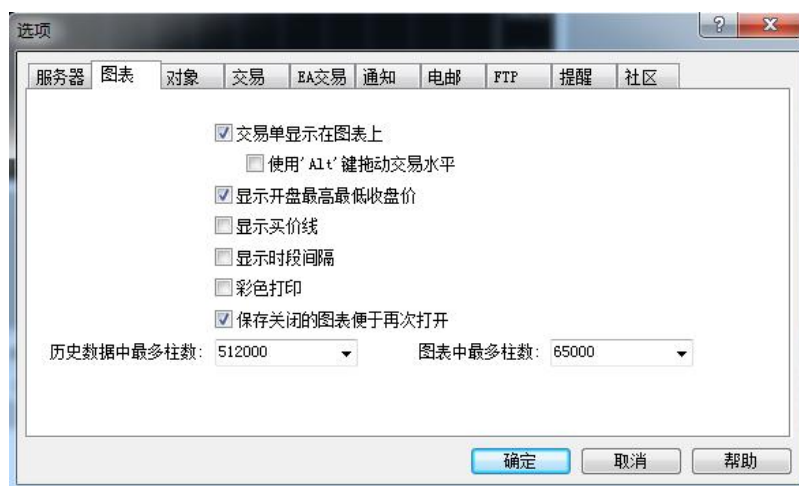 选项
服务器 图表 对象 交易 EA交易 通知 电邮 FTP 提醒 社区
交易单显示在图表上
使用'Alt'键拖动交易水平
显示开盘最高最低收盘价
显示买价线
显示时段间隔
彩色打印
保存关闭的图表便于再次打开
历史数据中最多柱数: 512000 图表中最多柱数: 65000
确定 取消 帮助